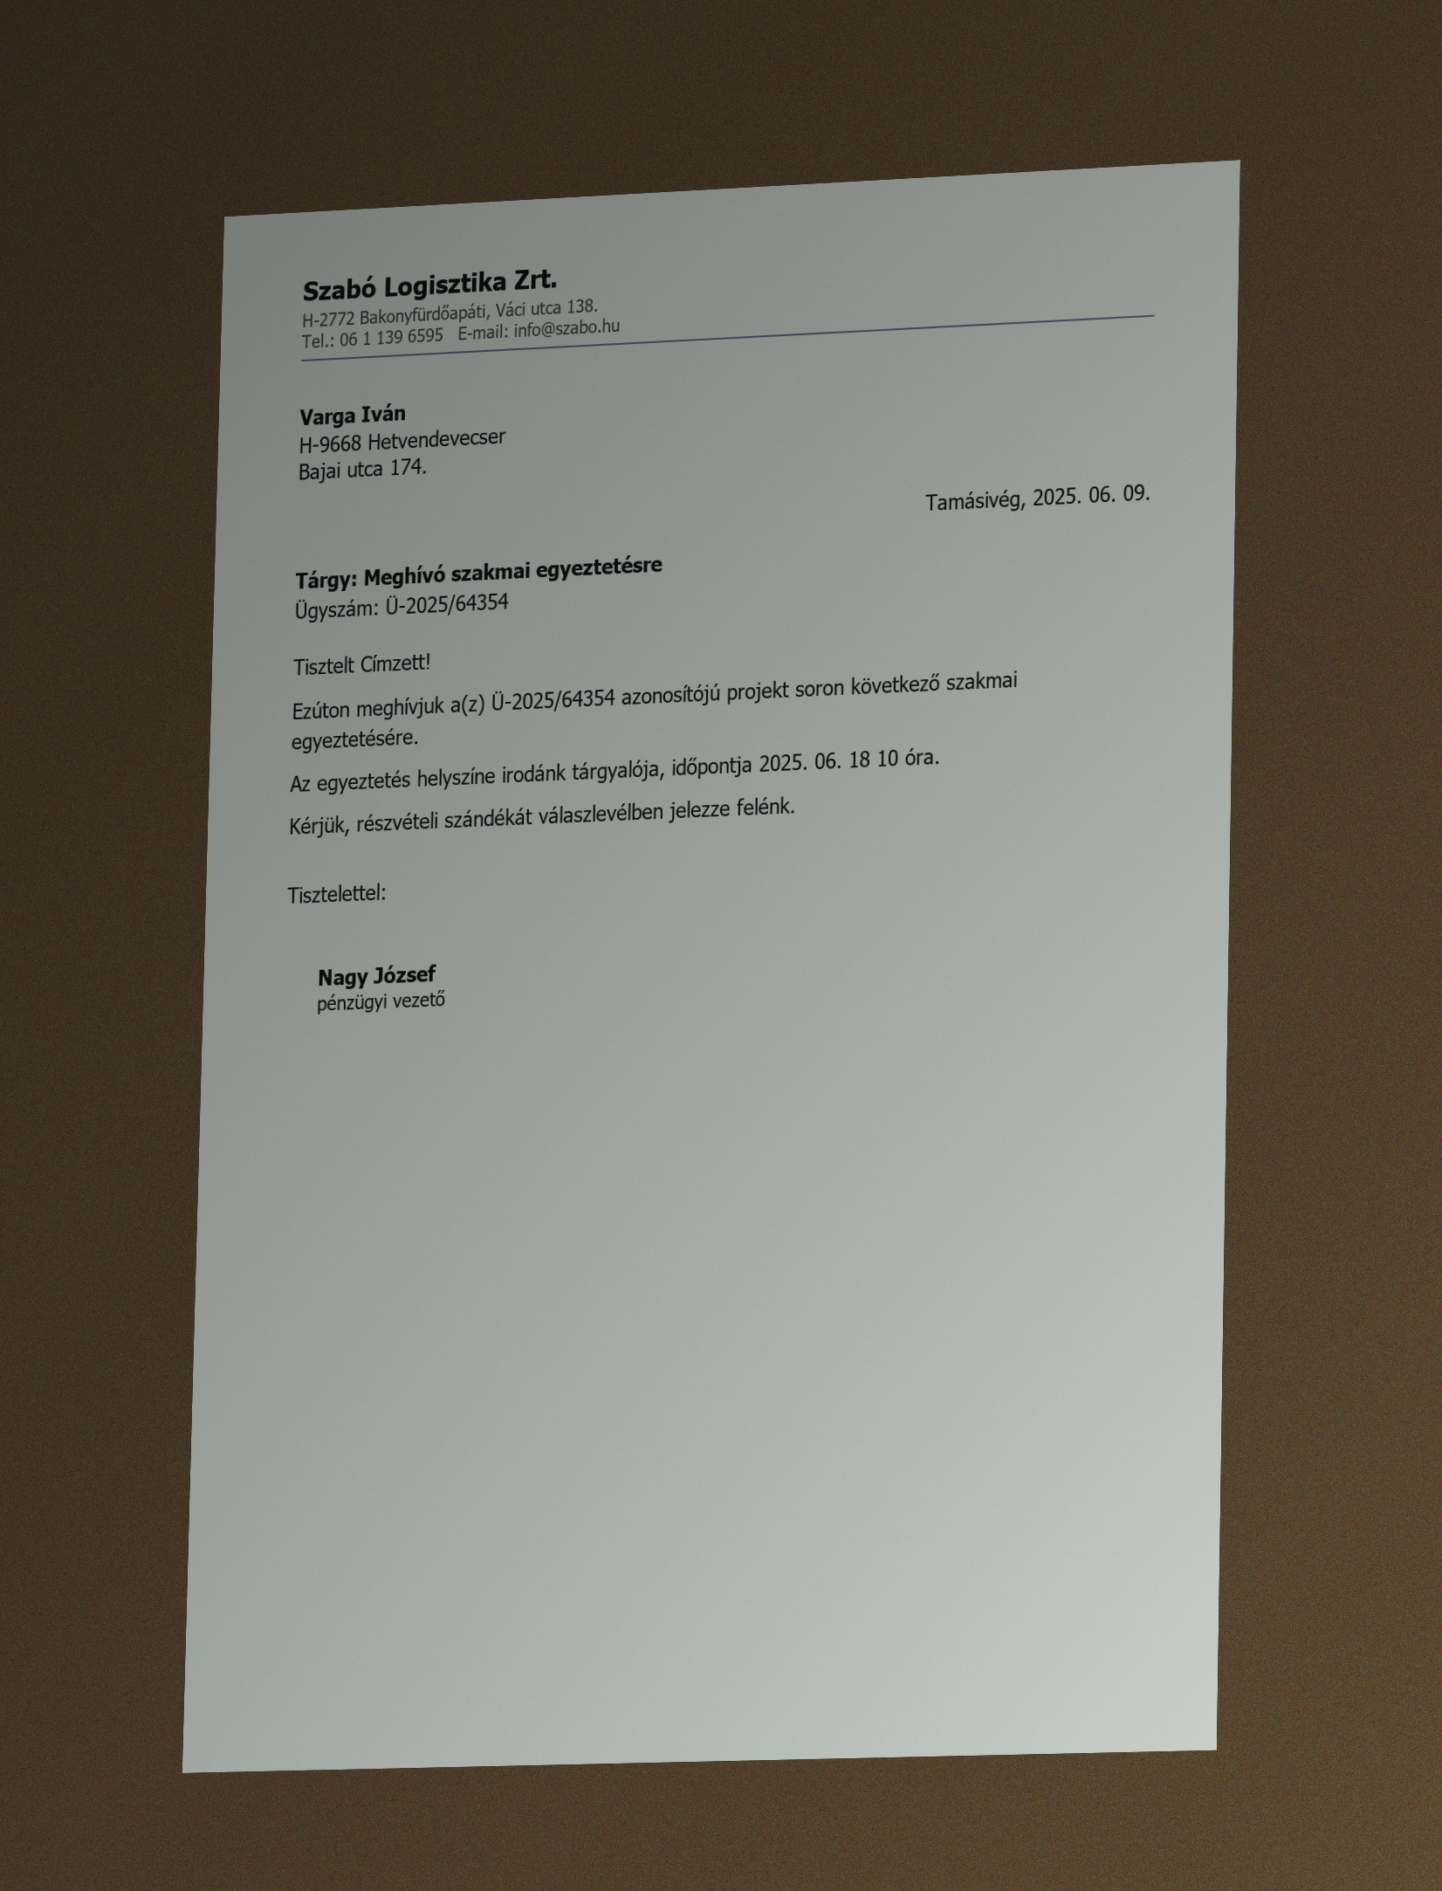 Szabó Logisztika Zrt.
H-2772 Bakonyfürdőapáti, Váci utca 138.
Tel.: 06 1 139 6595 E-mail: info@szabo.hu
Varga Iván
H-9668 Hetvendevecser
Bajai utca 174.
Tamásivég, 2025. 06. 09.
Tárgy: Meghívó szakmai egyeztetésre
Ügyszám: Ü-2025/64354
Tisztelt Címzett!
Ezúton meghívjuk a(z) Ü-2025/64354 azonosítójú projekt soron következő szakmai
egyeztetésére.
Az egyeztetés helyszíne irodánk tárgyalója, időpontja 2025. 06. 18 10 óra.
Kérjük, részvételi szándékát válaszlevélben jelezze felénk.
Tisztelettel:
Nagy József
pénzügyi vezető